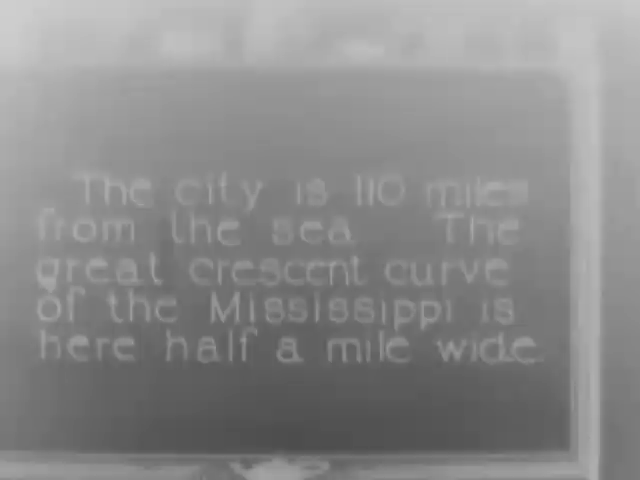 The city is 110 miles
from the sea. The
great crescent curve
of the Mississippi is
here half a mile wide.